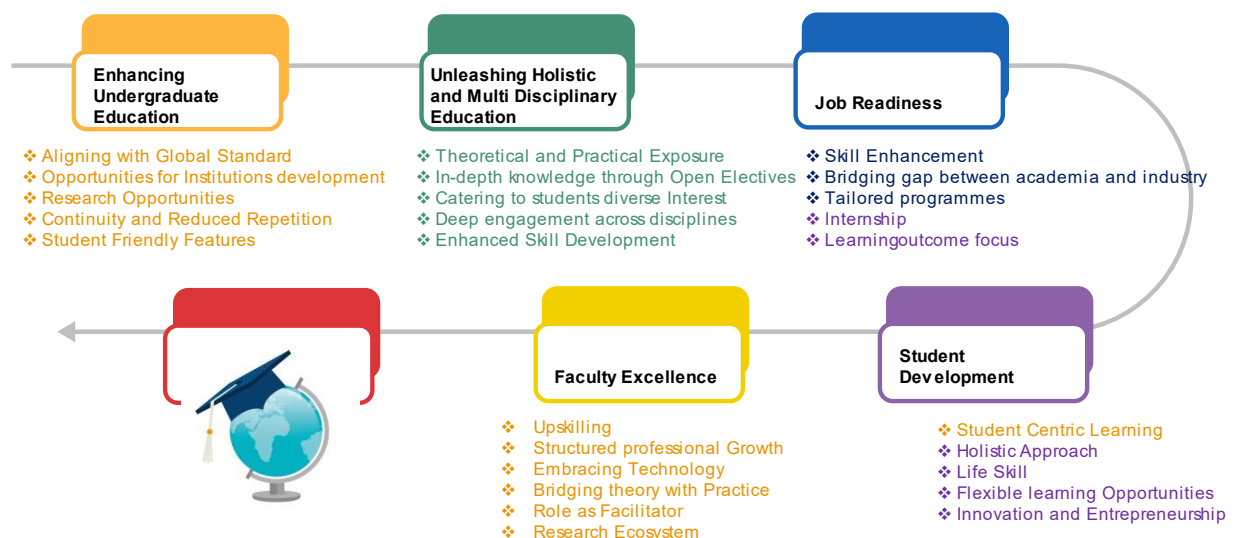 Enhancing
Undergraduate
Education
❖ Aligning with Global Standard
❖ Opportunities for Institutions development
❖ Research Opportunities
❖ Continuity and Reduced Repetition
❖ Student Friendly Features
Unleashing Holistic
and Multi Disciplinary
Education
❖ Theoretical and Practical Exposure
❖ In-depth knowledge through Open Electives
❖ Catering to students diverse Interest
❖ Deep engagement across disciplines
❖ Enhanced Skill Development
Job Readiness
❖ Skill Enhancement
❖ Bridging gap between academia and industry
❖ Tailored programmes
❖ Internship
❖ Learningoutcome focus
Student
Development
❖ Student Centric Learning
❖ Holistic Approach
❖ Life Skill
❖ Flexible learning Opportunities
❖ Innovation and Entrepreneurship
Faculty Excellence
❖ Upskilling
❖ Structured professional Growth
❖ Embracing Technology
❖ Bridging theory with Practice
❖ Role as Facilitator
❖ Research Ecosystem